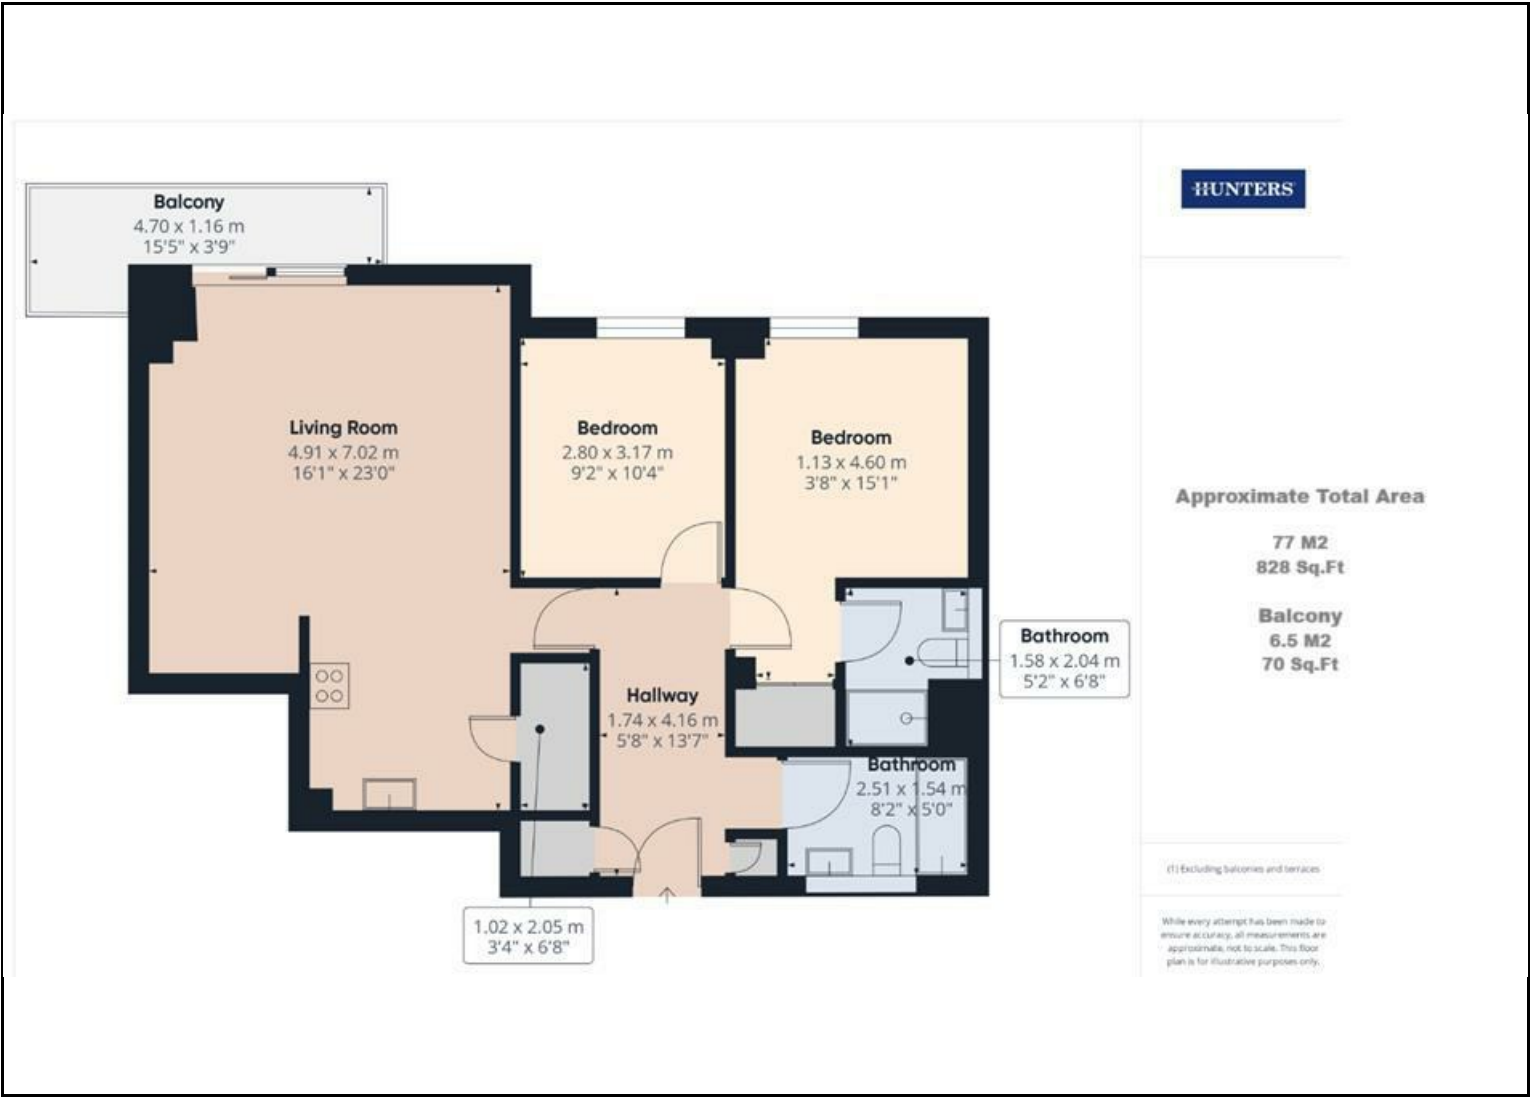 Balcony
4.70 x 1.16 m
15'5" x 3'9"
HUNTERS
Living Room
4.91 x 7.02 m
16'1" x 23'0"
Bedroom
2.80 x 3.17 m
9'2" x 10'4"
Bedroom
1.13 x 4.60 m
3'8" x 15'1"
Approximate Total Area
77 M2
828 Sq.Ft
Balcony
6.5 M2
70 Sq.Ft
Bathroom
1.58 x 2.04 m
5'2" x 6'8"
Hallway
1.74 x 4.16 m
5'8" x 13'7"
Bathroom
2.51 x 1.54 m
8'2" x 5'0"
1.02 x 2.05 m
3'4" x 6'8"
(1) Excluding balconies and terraces
While every attempt has been made to
ensure accuracy, all measurements are
approximate, not to scale. This floor
plan is for illustrative purposes only.